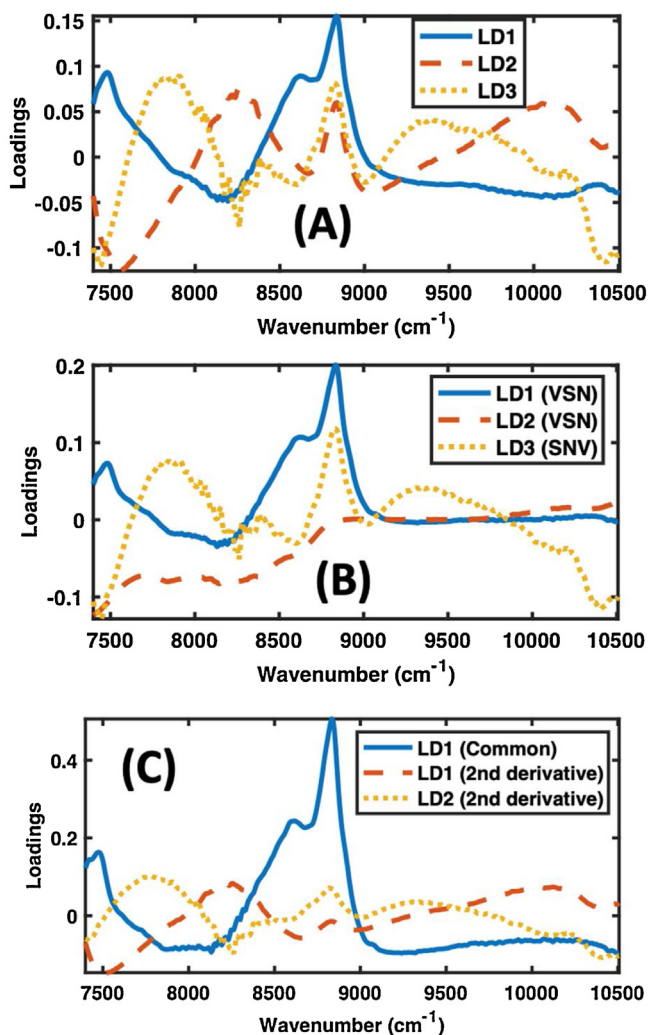 0.15
0.10
0.05
0
-0.05
-0.1
Loadings
LD1
LD2
LD3
(A)
7500 8000 8500 9000 9500 10000 10500
Wavenumber (cm⁻¹)
0.2
0.1
0
-0.1
Loadings
LD1 (VSN)
LD2 (VSN)
LD3 (SNV)
(B)
7500 8000 8500 9000 9500 10000 10500
Wavenumber (cm⁻¹)
(C)
0.4
0.2
0
Loadings
LD1 (Common)
LD1 (2nd derivative)
LD2 (2nd derivative)
7500 8000 8500 9000 9500 10000 10500
Wavenumber (cm⁻¹)